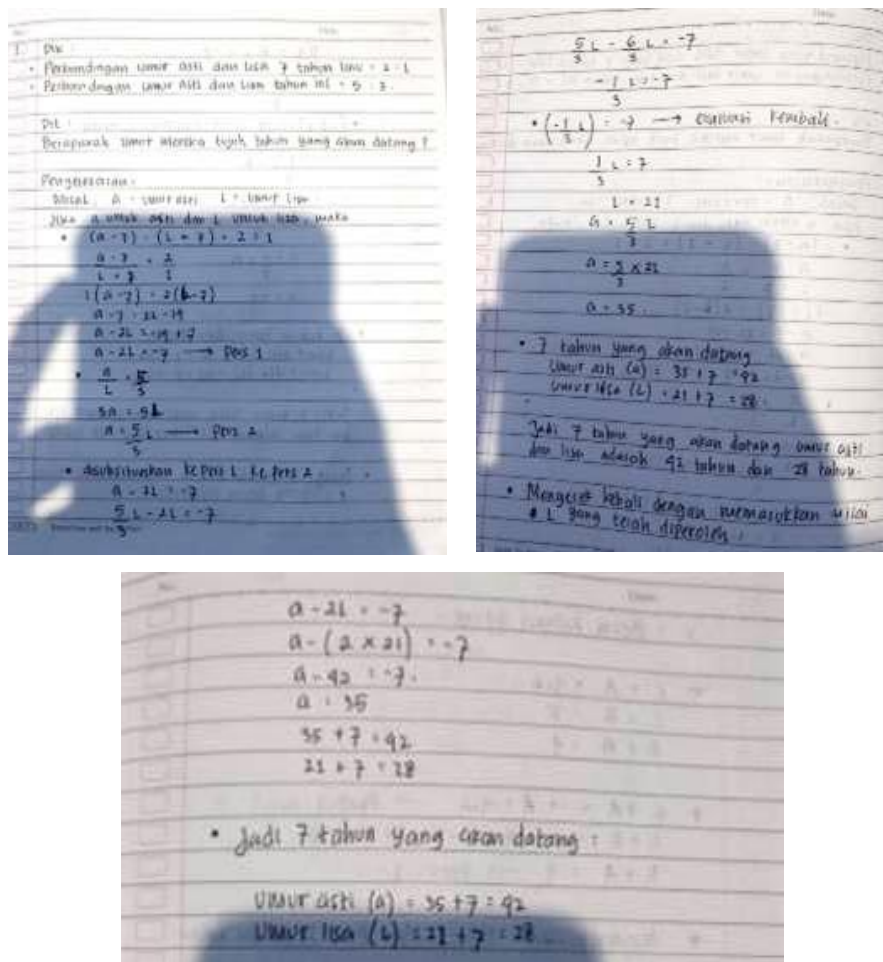 1. Dik :
• Perbandingan umur Asti dan Lisa 7 tahun lalu = 2 : 1
• Perbandingan umur Asti dan Lisa tahun ini = 5 : 3
Dit :
Berapakah umur mereka tujuh tahun yang akan datang ?
Penyelesaian :
Misal A = umur asti L = umur Lisa
Jika a untuk asti dan L untuk lisa, maka
• (a - 7) : (L - 7) = 2 : 1
a - 7 / L - 7 = 2 / 1
1(a-7) = 2(L-7)
a - 7 = 2L - 14
a - 2L = -14 + 7
a - 2L = -7 → Pers 1
• a / L = 5 / 3
3a = 5L
a = 5/3 L → Pers 2
• disubsitusikan ke pers 1 ke pers 2
a - 2L = -7
5/3 L - 2L = -7
5/3 L - 6/3 L = -7
-1/3 L = -7
• (-1/3 L) = -7 → kembali.
1/3 L = 7
L = 21
a = 5/3 L
a = 5/3 x 21
a = 35.
• 7 tahun yang akan datang
Umur asti (a) = 35 + 7 = 42
Umur lisa (L) = 21 + 7 = 28.
Jadi 7 tahun yang akan datang umur asti
dan lisa adalah 42 tahun dan 28 tahun.
• Mengecek kebali dengan memasukkan nilai
L yang telah diperoleh :
a - 2L = -7
a - (2 x 21) = -7
a - 42 = -7.
a = 35
35 + 7 = 42
21 + 7 = 28
• Jadi 7 tahun yang akan datang :
Umur asti (a) = 35 + 7 = 42
Umur lisa (L) = 21 + 7 = 28